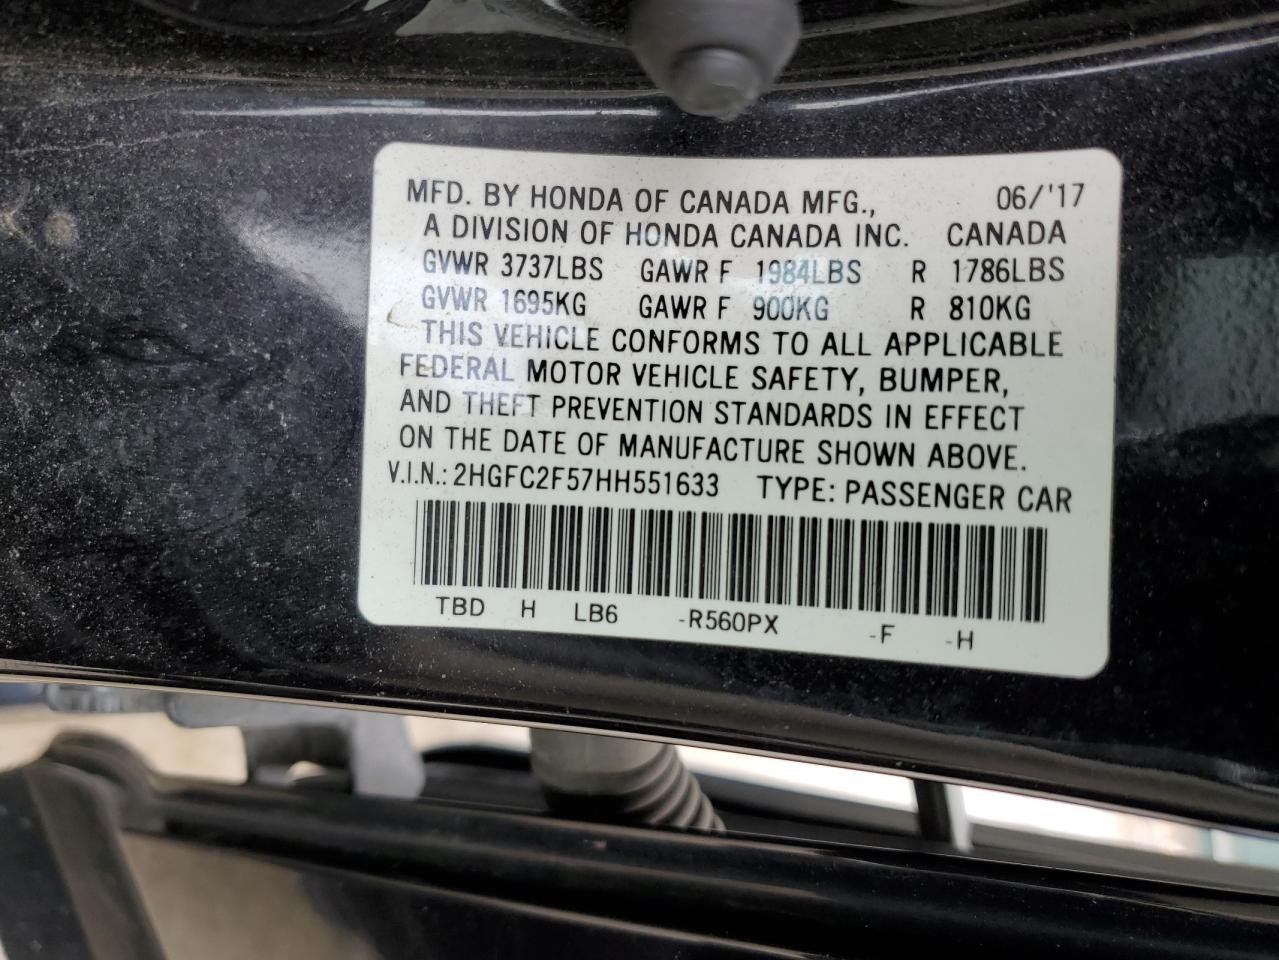 MFD. BY HONDA OF CANADA MFG., 06/'17
A DIVISION OF HONDA CANADA INC. CANADA
GVWR 3737LBS GAWR F 1984LBS R 1786LBS
GVWR 1695KG GAWR F 900KG R 810KG
THIS VEHICLE CONFORMS TO ALL APPLICABLE
FEDERAL MOTOR VEHICLE SAFETY, BUMPER,
AND THEFT PREVENTION STANDARDS IN EFFECT
ON THE DATE OF MANUFACTURE SHOWN ABOVE.
V.I.N.: 2HGFC2F57HH551633 TYPE: PASSENGER CAR
TBD H LB6 -R560PX -F -H